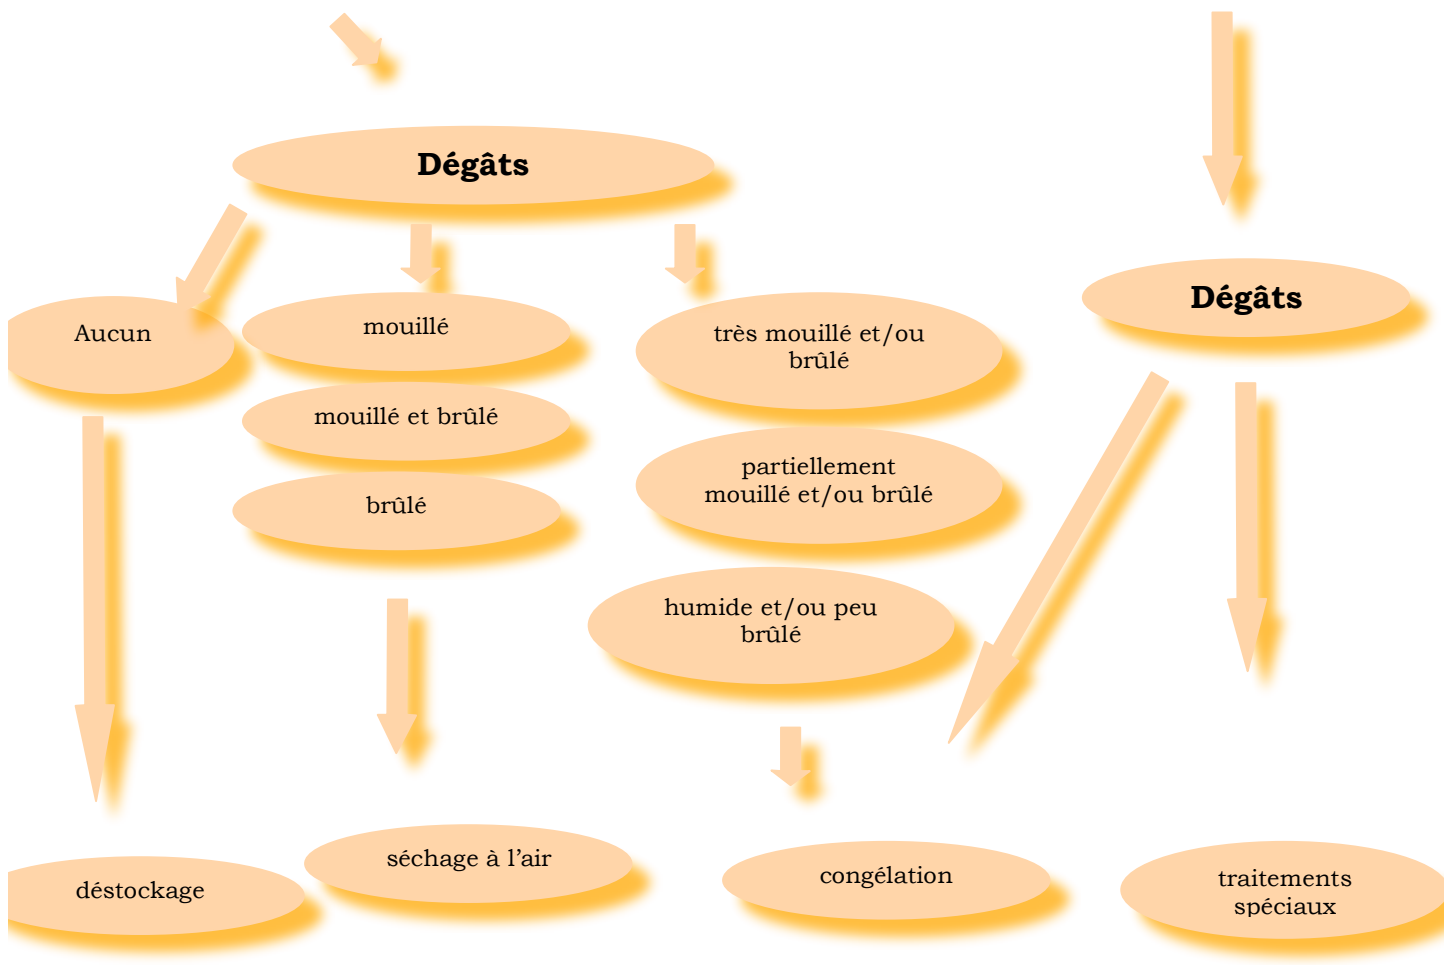 Dégâts
Dégâts
Aucun
mouillé
très mouillé et/ou
brûlé
mouillé et brûlé
partiellement
mouillé et/ou brûlé
brûlé
humide et/ou peu
brûlé
déstockage
séchage à l'air
congélation
traitements
spéciaux